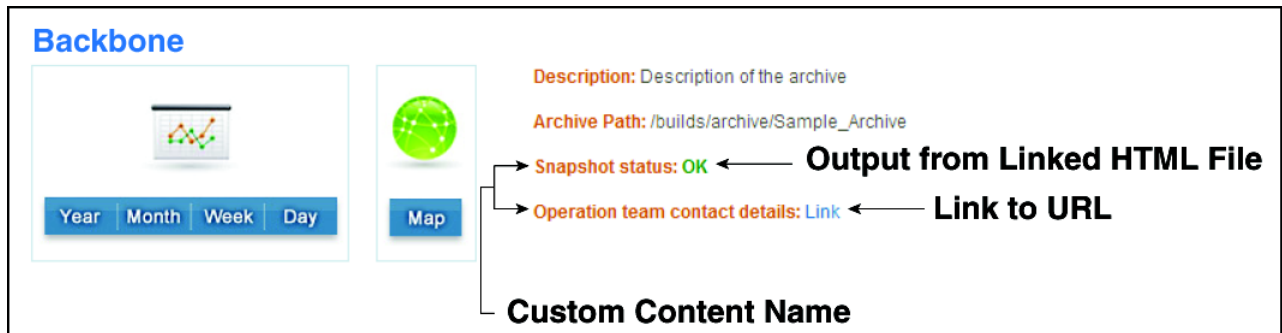 Backbone
Year Month Week Day
Map
Description: Description of the archive
Archive Path: /builds/archive/Sample_Archive
Snapshot status: OK
Output from Linked HTML File
Operation team contact details: Link
Link to URL
Custom Content Name